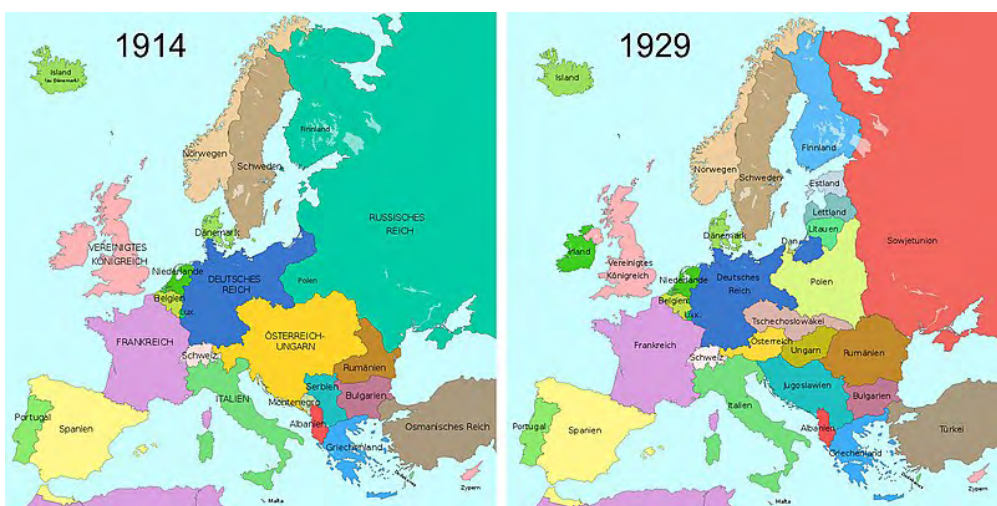 1914
Island
(zu Dänemark)
Finnland
Norwegen
Schweden
RUSSISCHES
REICH
Dänemark
VEREINIGTES
KÖNIGREICH
Niederlande
DEUTSCHES
REICH
Polen
Belgien
Lux.
FRANKREICH
ÖSTERREICH-
UNGARN
Schweiz
Rumänien
Serbien
ITALIEN
Montenegro
Bulgarien
Albanien
Portugal
Spanien
Osmanisches Reich
Griechenland
Zypern
Malta
1929
Island
Finnland
Norwegen
Schweden
Estland
Lettland
Dänemark
Litauen
Sowjetunion
Irland
Vereinigtes
Königreich
Dan
Niederlande
Deutsches
Reich
Polen
Belgien
Lux.
Tschechoslowakei
Frankreich
Österreich
Schweiz
Ungarn
Rumänien
Jugoslawien
Italien
Bulgarien
Albanien
Portugal
Spanien
Türkei
Griechenland
Zypern
Malta